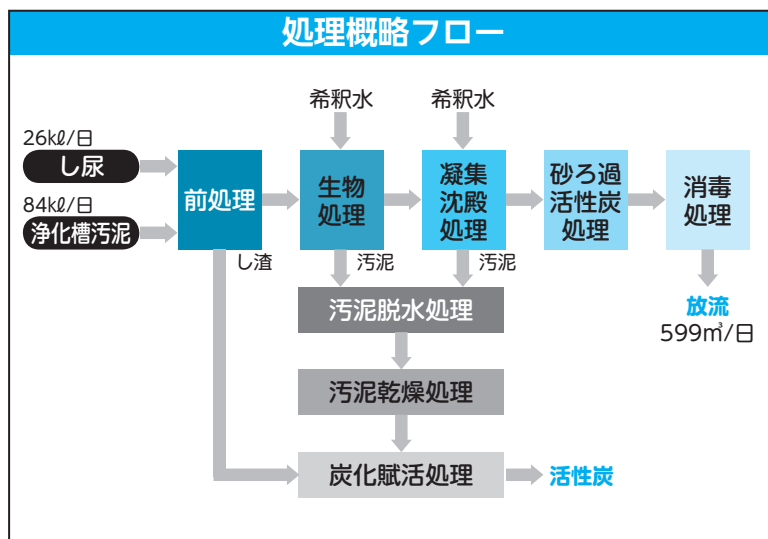 処理概略フロー
希釈水
希釈水
26kℓ/日
し尿
84kℓ/日
浄化槽汚泥
前処理
生物
処理
凝集
沈殿
処理
砂ろ過
活性炭
処理
消毒
処理
し渣
汚泥
汚泥
放流
599㎥/日
汚泥脱水処理
汚泥乾燥処理
炭化賦活処理
活性炭